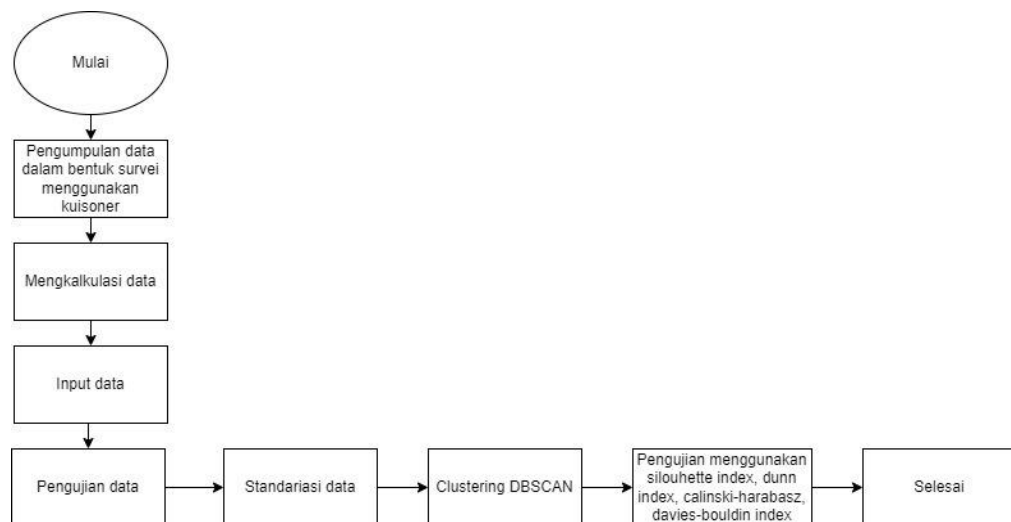 Mulai
Pengumpulan data
dalam bentuk survei
menggunakan
kuisoner
Mengkalkulasi data
Input data
Pengujian data
Standariasi data
Clustering DBSCAN
Pengujian menggunakan
silouhette index, dunn
index, calinski-harabasz,
davies-bouldin index
Selesai